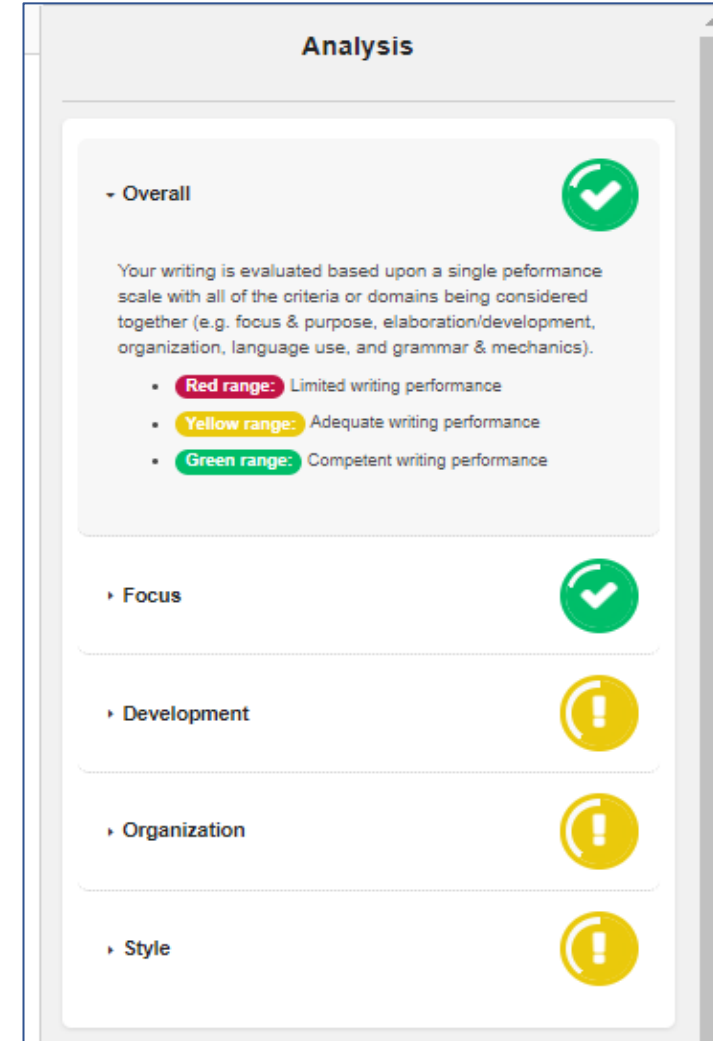 Analysis
Overall
Your writing is evaluated based upon a single peformance
scale with all of the criteria or domains being considered
together (e.g. focus & purpose, elaboration/development,
organization, language use, and grammar & mechanics).
Red range: Limited writing performance
Yellow range: Adequate writing performance
Green range: Competent writing performance
Focus
Development
Organization
Style